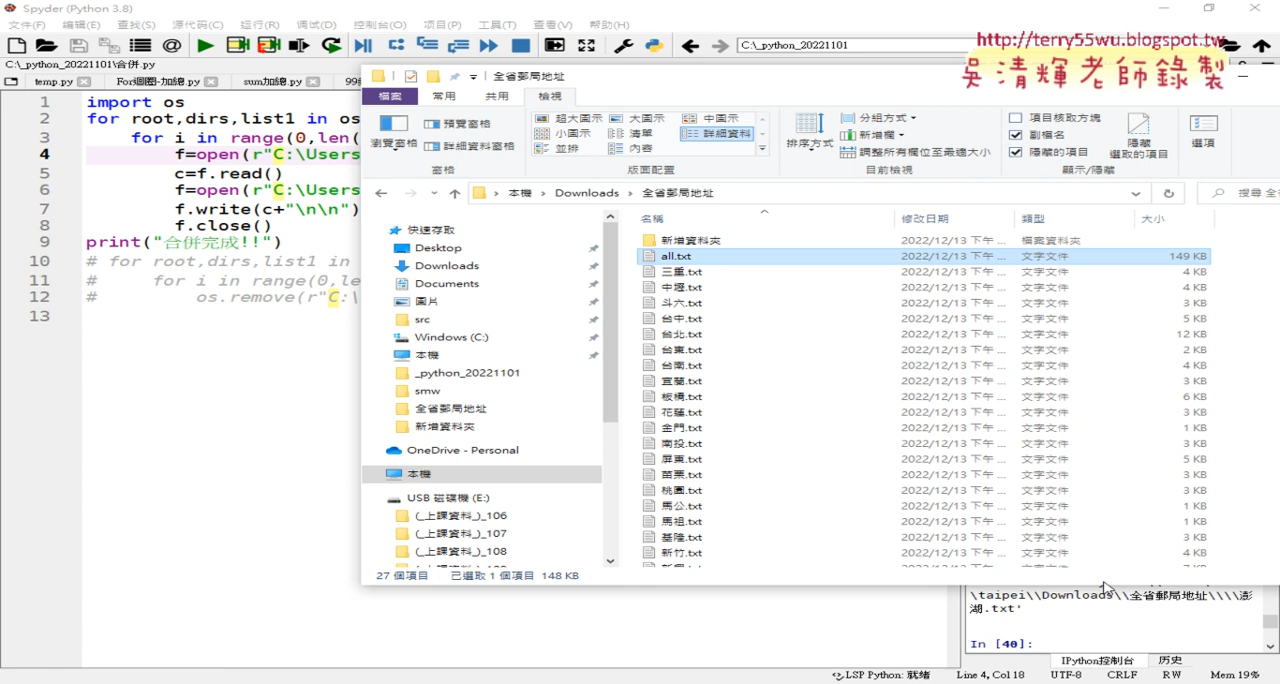 Spyder (Python 3.8)
文件(F) 编辑(E) 查找(S) 源代码(C) 运行(R) 调试(D) 控制台(O) 项目(P) 工具(T) 查看(V) 帮助(H)
C:\_python_20221101
http://terry55wu.blogspot.tw
吳清輝老師錄製
C:\_python_20221101\合併.py
temp.py
For迴圈-加總.py
sum加總.py
1 import os
2 for root,dirs,list1 in os
3 for i in range(0,len(
4 f=open(r"C:\Users
5 c=f.read()
6 f=open(r"C:\Users
7 f.write(c+"\n\n")
8 f.close()
9 print("合併完成!!")
10 # for root,dirs,list1 in
11 # for i in range(0,le
12 # os.remove(r"C:\
13
全省郵局地址
檔案 常用 共用 檢視
瀏覽窗格
預覽窗格
詳細資料窗格
窗格
超大圖示 大圖示 中圖示
小圖示 清單 詳細資料
並排 內容
版面配置
排序方式
分組方式
新增欄
調整所有欄位至最適大小
目前檢視
項目核取方塊
副檔名
隱藏的項目
隱藏
選取的項目
顯示/隱藏
選項
本機 › Downloads › 全省郵局地址
搜尋 全
快速存取
Desktop
Downloads
Documents
圖片
src
Windows (C:)
本機
_python_20221101
smw
全省郵局地址
新增資料夾
OneDrive - Personal
本機
USB 磁碟機 (E:)
(_上課資料_)_106
(_上課資料_)_107
(_上課資料_)_108
名稱 修改日期 類型 大小
新增資料夾 2022/12/13 下午 ... 檔案資料夾
all.txt 2022/12/13 下午 ... 文字文件 149 KB
三重.txt 2022/12/13 下午 ... 文字文件 4 KB
中壢.txt 2022/12/13 下午 ... 文字文件 4 KB
斗六.txt 2022/12/13 下午 ... 文字文件 3 KB
台中.txt 2022/12/13 下午 ... 文字文件 5 KB
台北.txt 2022/12/13 下午 ... 文字文件 12 KB
台東.txt 2022/12/13 下午 ... 文字文件 2 KB
台南.txt 2022/12/13 下午 ... 文字文件 4 KB
宜蘭.txt 2022/12/13 下午 ... 文字文件 3 KB
板橋.txt 2022/12/13 下午 ... 文字文件 6 KB
花蓮.txt 2022/12/13 下午 ... 文字文件 3 KB
金門.txt 2022/12/13 下午 ... 文字文件 1 KB
南投.txt 2022/12/13 下午 ... 文字文件 3 KB
屏東.txt 2022/12/13 下午 ... 文字文件 5 KB
苗栗.txt 2022/12/13 下午 ... 文字文件 3 KB
桃園.txt 2022/12/13 下午 ... 文字文件 3 KB
馬公.txt 2022/12/13 下午 ... 文字文件 1 KB
馬祖.txt 2022/12/13 下午 ... 文字文件 1 KB
基隆.txt 2022/12/13 下午 ... 文字文件 3 KB
新竹.txt 2022/12/13 下午 ... 文字文件 4 KB
27 個項目 已選取 1 個項目 148 KB
\taipei\\Downloads\\全省郵局地址\\\\澎
湖.txt'
In [40]:
IPython控制台 历史
LSP Python: 就绪 Line 4, Col 18 UTF-8 CRLF RW Mem 19%